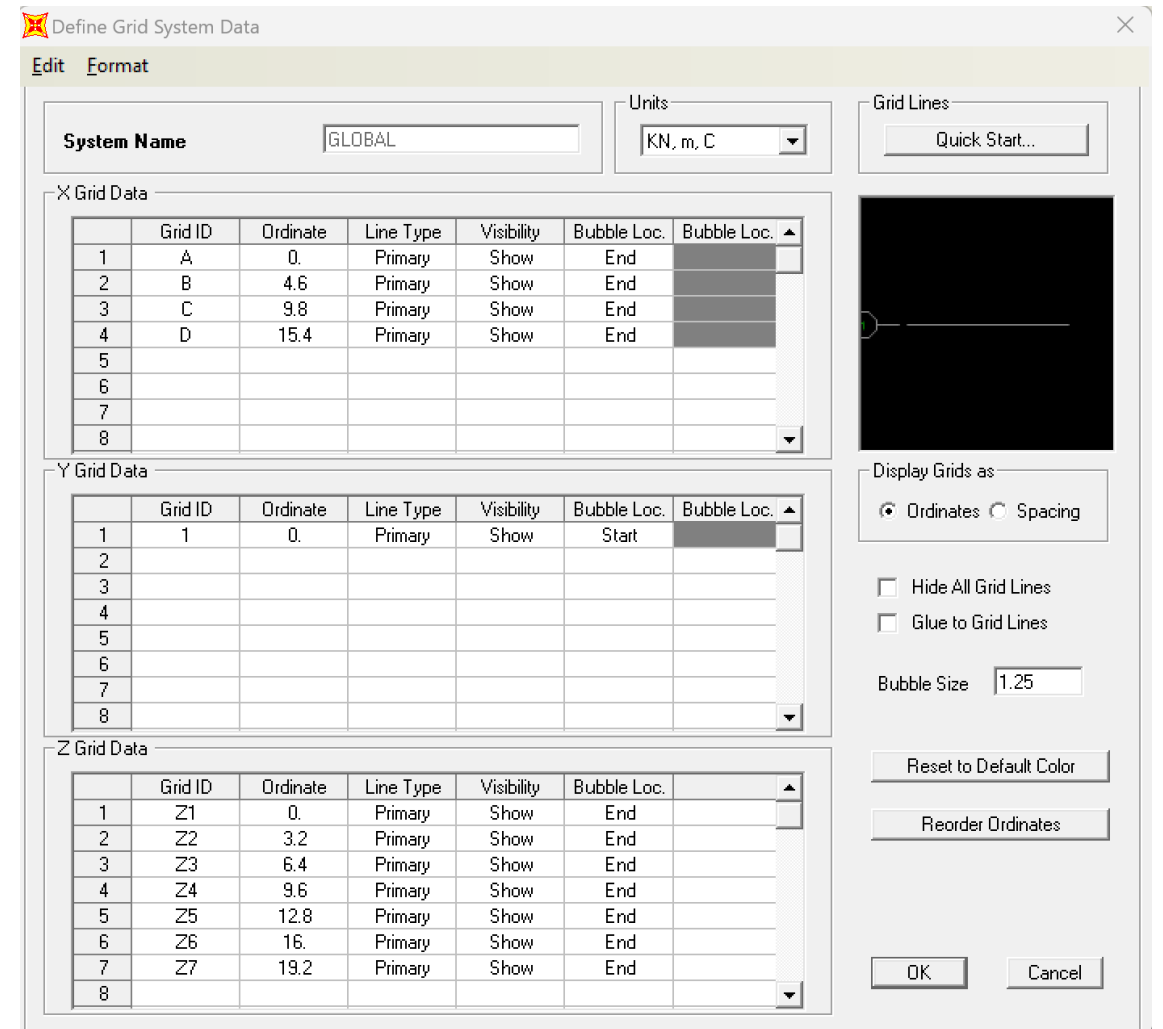 Define Grid System Data
Edit Format
System Name GLOBAL
Units
KN, m, C
Grid Lines
Quick Start...
X Grid Data
Grid ID Ordinate Line Type Visibility Bubble Loc. Bubble Loc.
1 A 0. Primary Show End
2 B 4.6 Primary Show End
3 C 9.8 Primary Show End
4 D 15.4 Primary Show End
5
6
7
8
1
Y Grid Data
Grid ID Ordinate Line Type Visibility Bubble Loc. Bubble Loc.
1 1 0. Primary Show Start
2
3
4
5
6
7
8
Display Grids as
Ordinates Spacing
Hide All Grid Lines
Glue to Grid Lines
Bubble Size 1.25
Z Grid Data
Grid ID Ordinate Line Type Visibility Bubble Loc.
1 Z1 0. Primary Show End
2 Z2 3.2 Primary Show End
3 Z3 6.4 Primary Show End
4 Z4 9.6 Primary Show End
5 Z5 12.8 Primary Show End
6 Z6 16. Primary Show End
7 Z7 19.2 Primary Show End
8
Reset to Default Color
Reorder Ordinates
OK Cancel